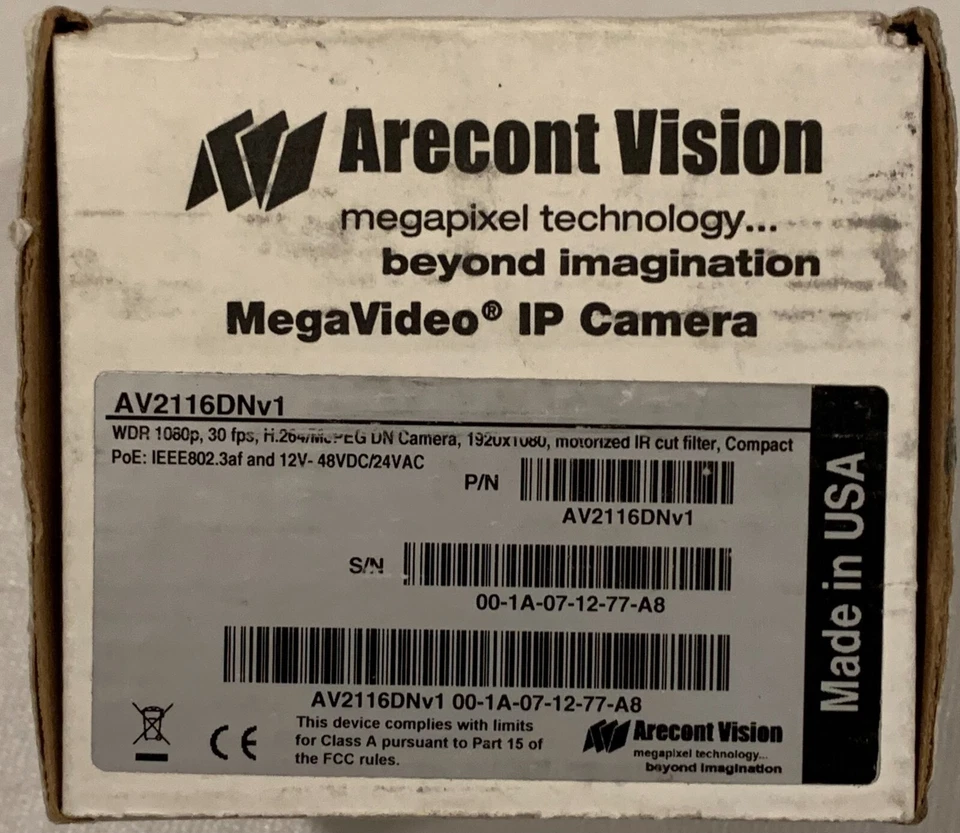 Arecont Vision
megapixel technology...
beyond imagination
MegaVideo® IP Camera
AV2116DNv1
WDR 1080p, 30 fps, H.264/MJPEG DN Camera, 1920x1080, motorized IR cut filter, Compact
PoE: IEEE802.3af and 12V- 48VDC/24VAC
P/N
AV2116DNv1
S/N
00-1A-07-12-77-A8
AV2116DNv1 00-1A-07-12-77-A8
This device complies with limits
for Class A pursuant to Part 15 of
the FCC rules.
CE
Arecont Vision
megapixel technology...
beyond imagination
Made in USA